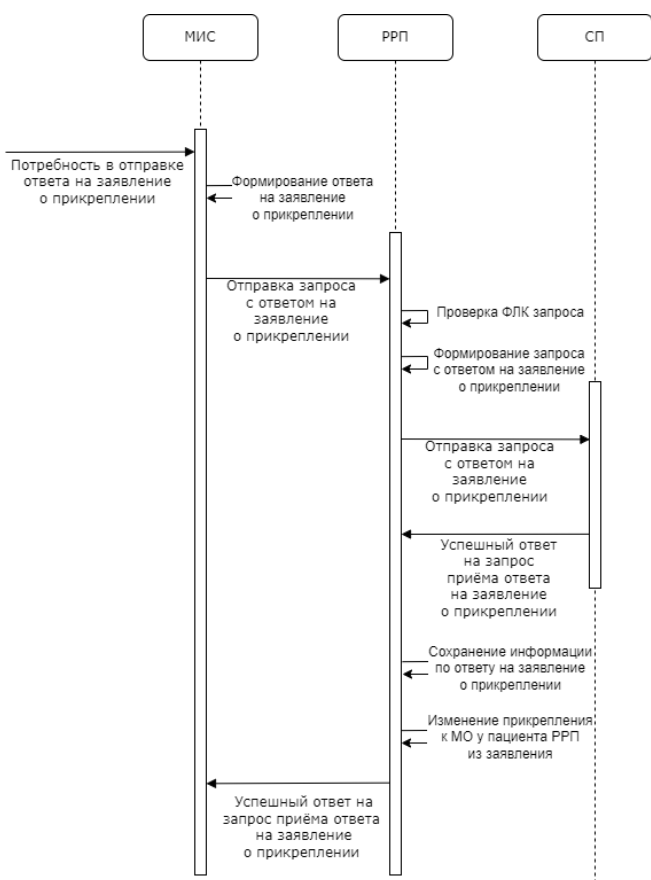 МИС
РРП
СП
Потребность в отправке
ответа на заявление
о прикреплении
Формирование ответа
на заявление
о прикреплении
Отправка запроса
с ответом на
заявление
о прикреплении
Проверка ФЛК запроса
Формирование запроса
с ответом на заявление
о прикреплении
Отправка запроса
с ответом на
заявление
о прикреплении
Успешный ответ
на запрос
приёма ответа
на заявление
о прикреплении
Сохранение информации
по ответу на заявление
о прикреплении
Изменение прикрепления
к МО у пациента РРП
из заявления
Успешный ответ на
запрос приёма ответа
на заявление
о прикреплении